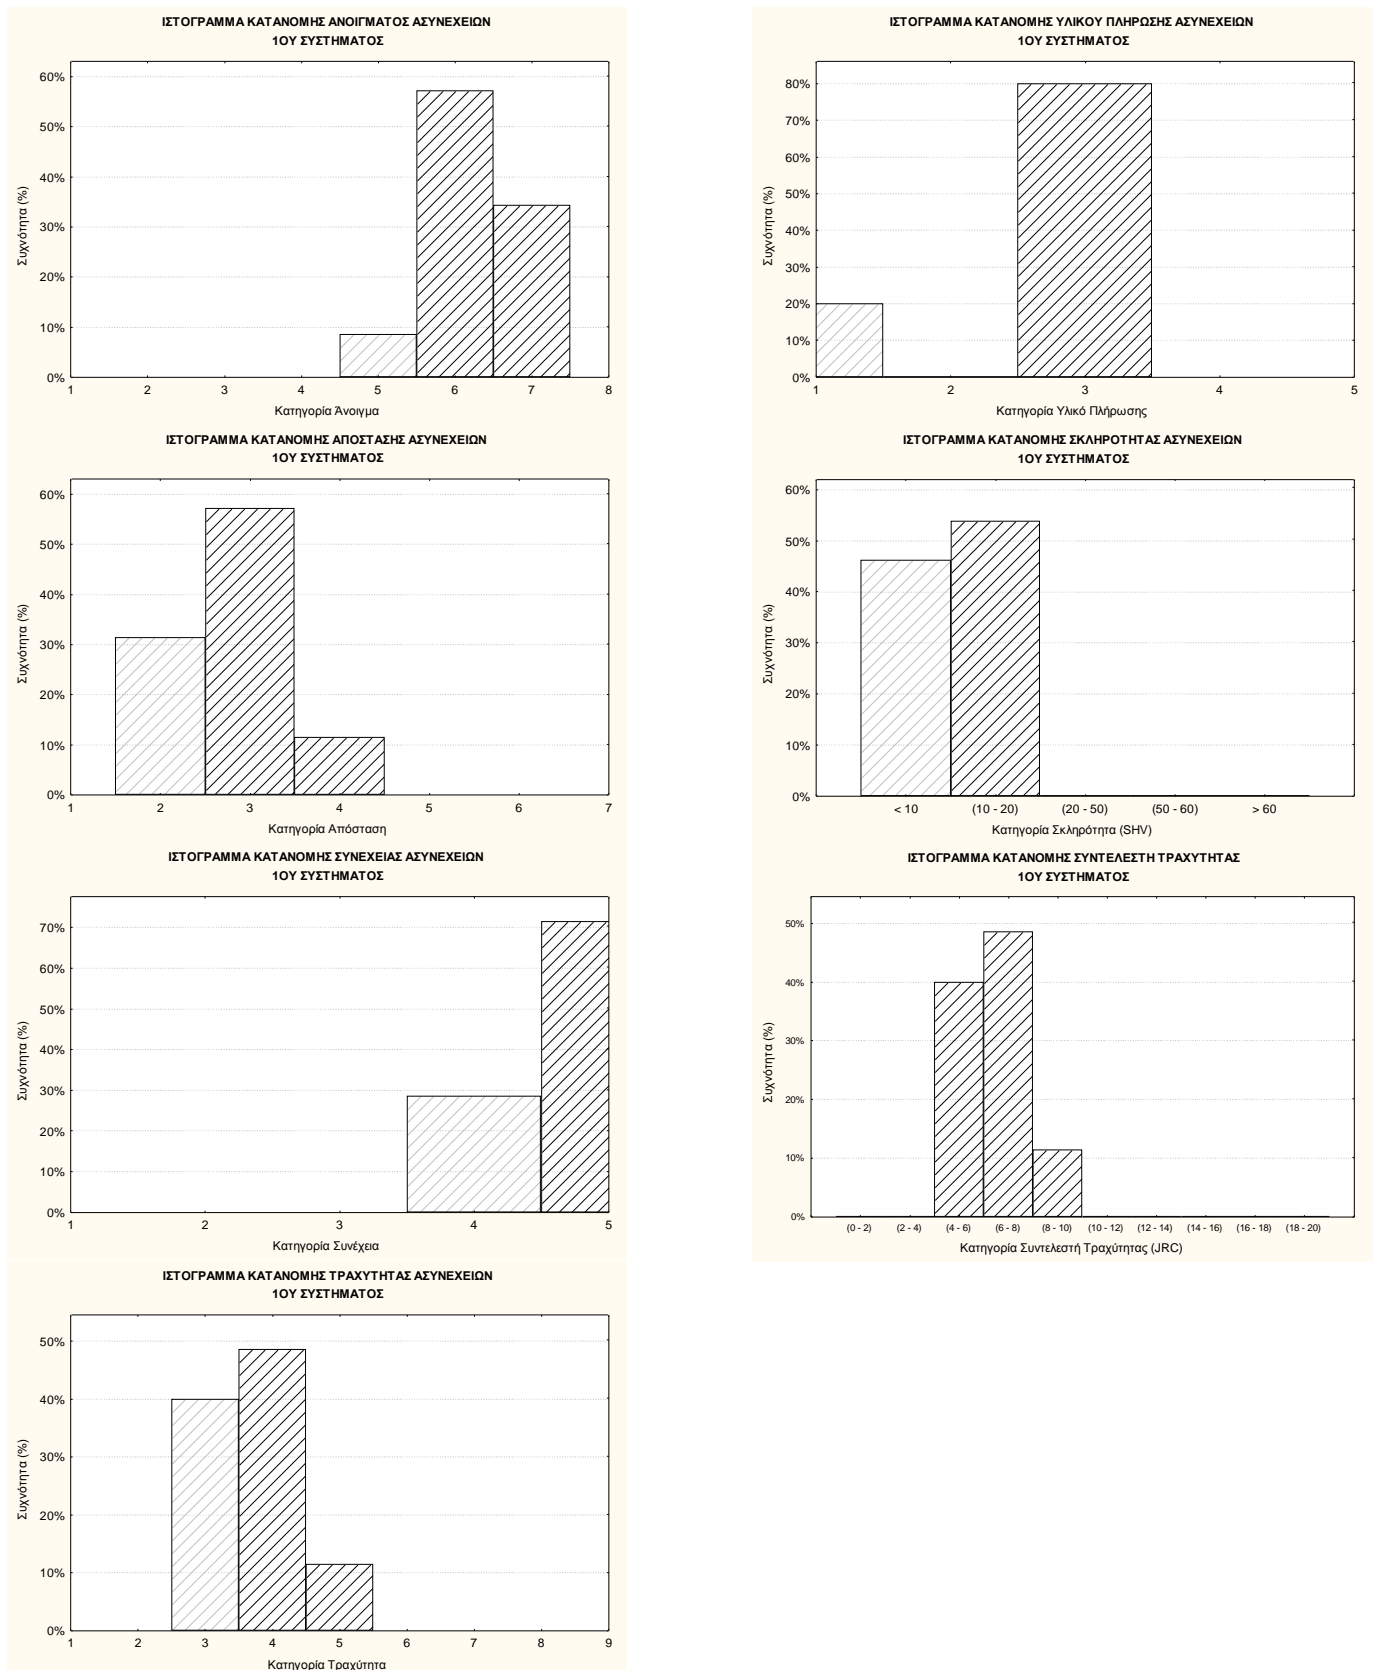 ΙΣΤΟΓΡΑΜΜΑ ΚΑΤΑΝΟΜΗΣ ΑΝΟΙΓΜΑΤΟΣ ΑΣΥΝΕΧΕΙΩΝ
1ΟΥ ΣΥΣΤΗΜΑΤΟΣ
60%
50%
40%
30%
20%
10%
0%
Συχνότητα (%)
1 2 3 4 5 6 7 8
Κατηγορία Άνοιγμα
ΙΣΤΟΓΡΑΜΜΑ ΚΑΤΑΝΟΜΗΣ ΥΛΙΚΟΥ ΠΛΗΡΩΣΗΣ ΑΣΥΝΕΧΕΙΩΝ
1ΟΥ ΣΥΣΤΗΜΑΤΟΣ
80%
70%
60%
50%
40%
30%
20%
10%
0%
Συχνότητα (%)
1 2 3 4 5
Κατηγορία Υλικό Πλήρωσης
ΙΣΤΟΓΡΑΜΜΑ ΚΑΤΑΝΟΜΗΣ ΑΠΟΣΤΑΣΗΣ ΑΣΥΝΕΧΕΙΩΝ
1ΟΥ ΣΥΣΤΗΜΑΤΟΣ
60%
50%
40%
30%
20%
10%
0%
Συχνότητα (%)
1 2 3 4 5 6 7
Κατηγορία Απόσταση
ΙΣΤΟΓΡΑΜΜΑ ΚΑΤΑΝΟΜΗΣ ΣΚΛΗΡΟΤΗΤΑΣ ΑΣΥΝΕΧΕΙΩΝ
1ΟΥ ΣΥΣΤΗΜΑΤΟΣ
60%
50%
40%
30%
20%
10%
0%
Συχνότητα (%)
< 10 (10 - 20) (20 - 50) (50 - 60) > 60
Κατηγορία Σκληρότητα (SHV)
ΙΣΤΟΓΡΑΜΜΑ ΚΑΤΑΝΟΜΗΣ ΣΥΝΕΧΕΙΑΣ ΑΣΥΝΕΧΕΙΩΝ
1ΟΥ ΣΥΣΤΗΜΑΤΟΣ
70%
60%
50%
40%
30%
20%
10%
0%
Συχνότητα (%)
1 2 3 4 5
Κατηγορία Συνέχεια
ΙΣΤΟΓΡΑΜΜΑ ΚΑΤΑΝΟΜΗΣ ΣΥΝΤΕΛΕΣΤΗ ΤΡΑΧΥΤΗΤΑΣ
1ΟΥ ΣΥΣΤΗΜΑΤΟΣ
50%
40%
30%
20%
10%
0%
Συχνότητα (%)
(0 - 2) (2 - 4) (4 - 6) (6 - 8) (8 - 10) (10 - 12) (12 - 14) (14 - 16) (16 - 18) (18 - 20)
Κατηγορία Συντελεστή Τραχύτητας (JRC)
ΙΣΤΟΓΡΑΜΜΑ ΚΑΤΑΝΟΜΗΣ ΤΡΑΧΥΤΗΤΑΣ ΑΣΥΝΕΧΕΙΩΝ
1ΟΥ ΣΥΣΤΗΜΑΤΟΣ
50%
40%
30%
20%
10%
0%
Συχνότητα (%)
1 2 3 4 5 6 7 8 9
Κατηγορία Τραχύτητα